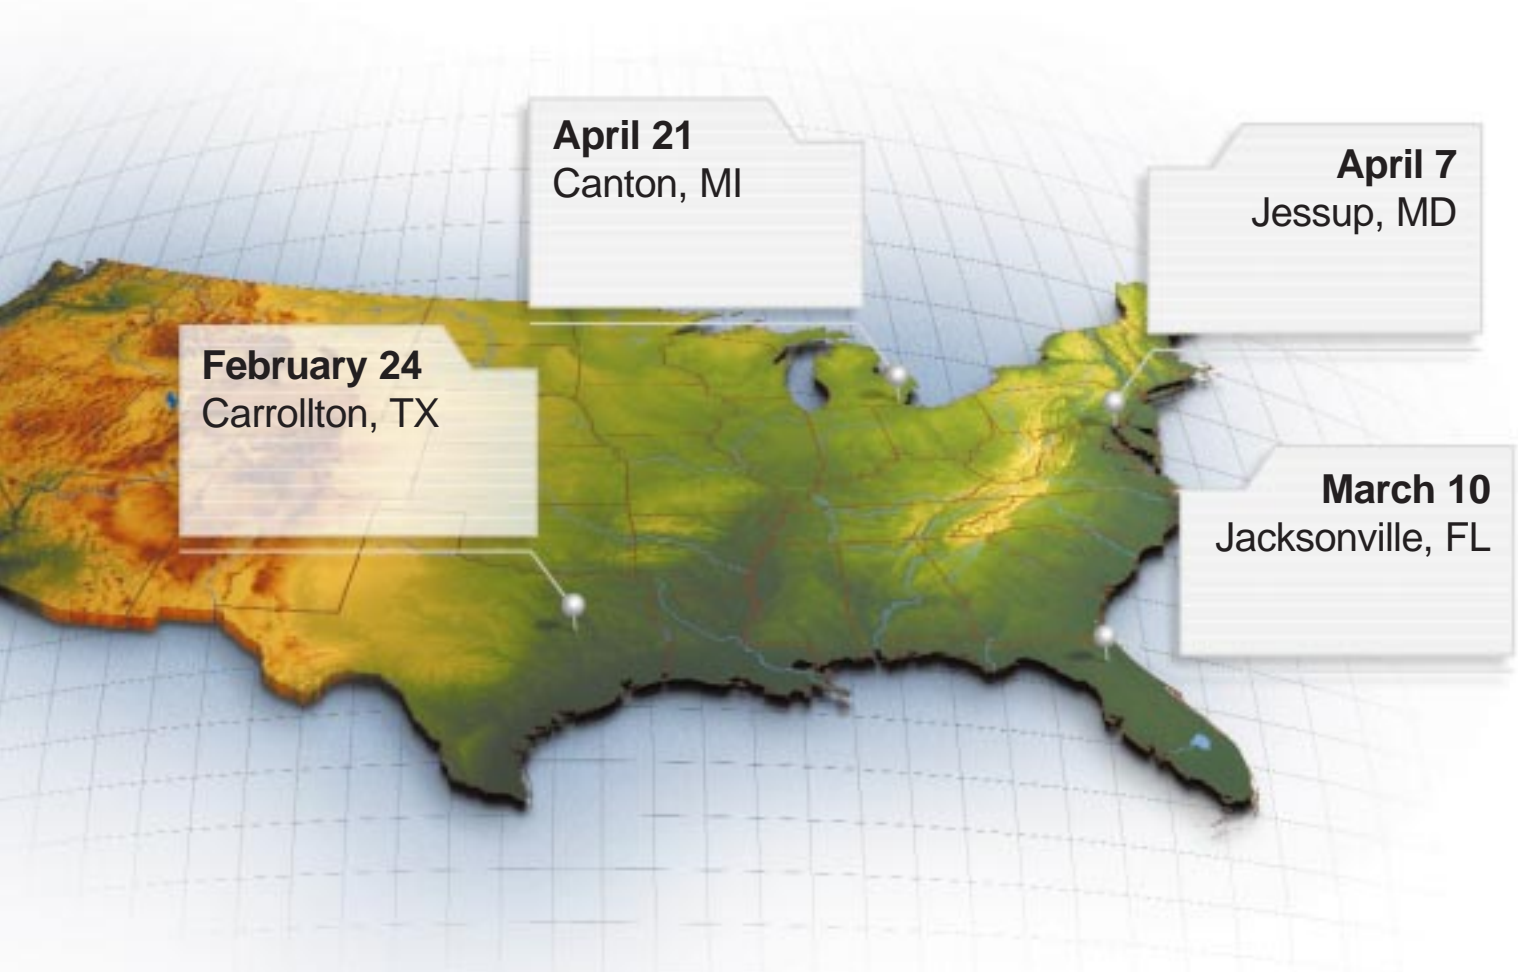 April 21
Canton, MI
April 7
Jessup, MD
February 24
Carrollton, TX
March 10
Jacksonville, FL